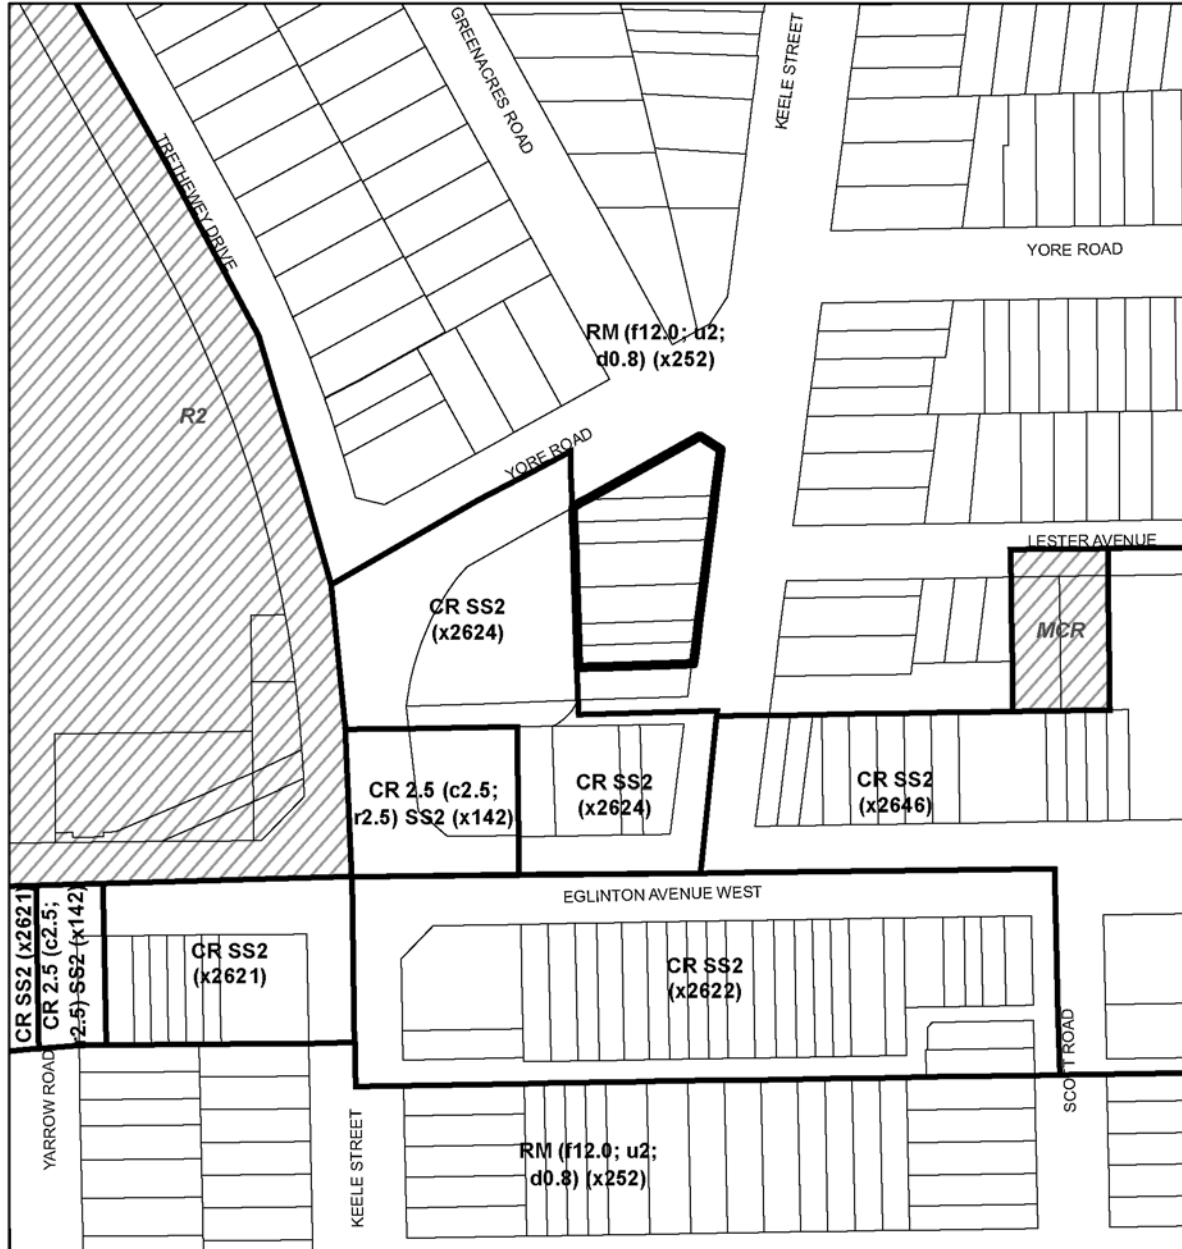 GREENACRES ROAD
KEELE STREET
TRETHEWEY DRIVE
YORE ROAD
RM (f12.0; u2;
d0.8) (x252)
R2
YORE ROAD
LESTER AVENUE
CR SS2
(x2624)
MCR
CR 2.5 (c2.5;
r2.5) SS2 (x142)
CR SS2
(x2624)
CR SS2
(x2646)
EGLINTON AVENUE WEST
CR SS2 (x2621)
CR 2.5 (c2.5;
r2.5) SS2 (x142)
CR SS2
(x2621)
CR SS2
(x2622)
YARROW ROAD
KEELE STREET
SCOTT ROAD
RM (f12.0; u2;
d0.8) (x252)